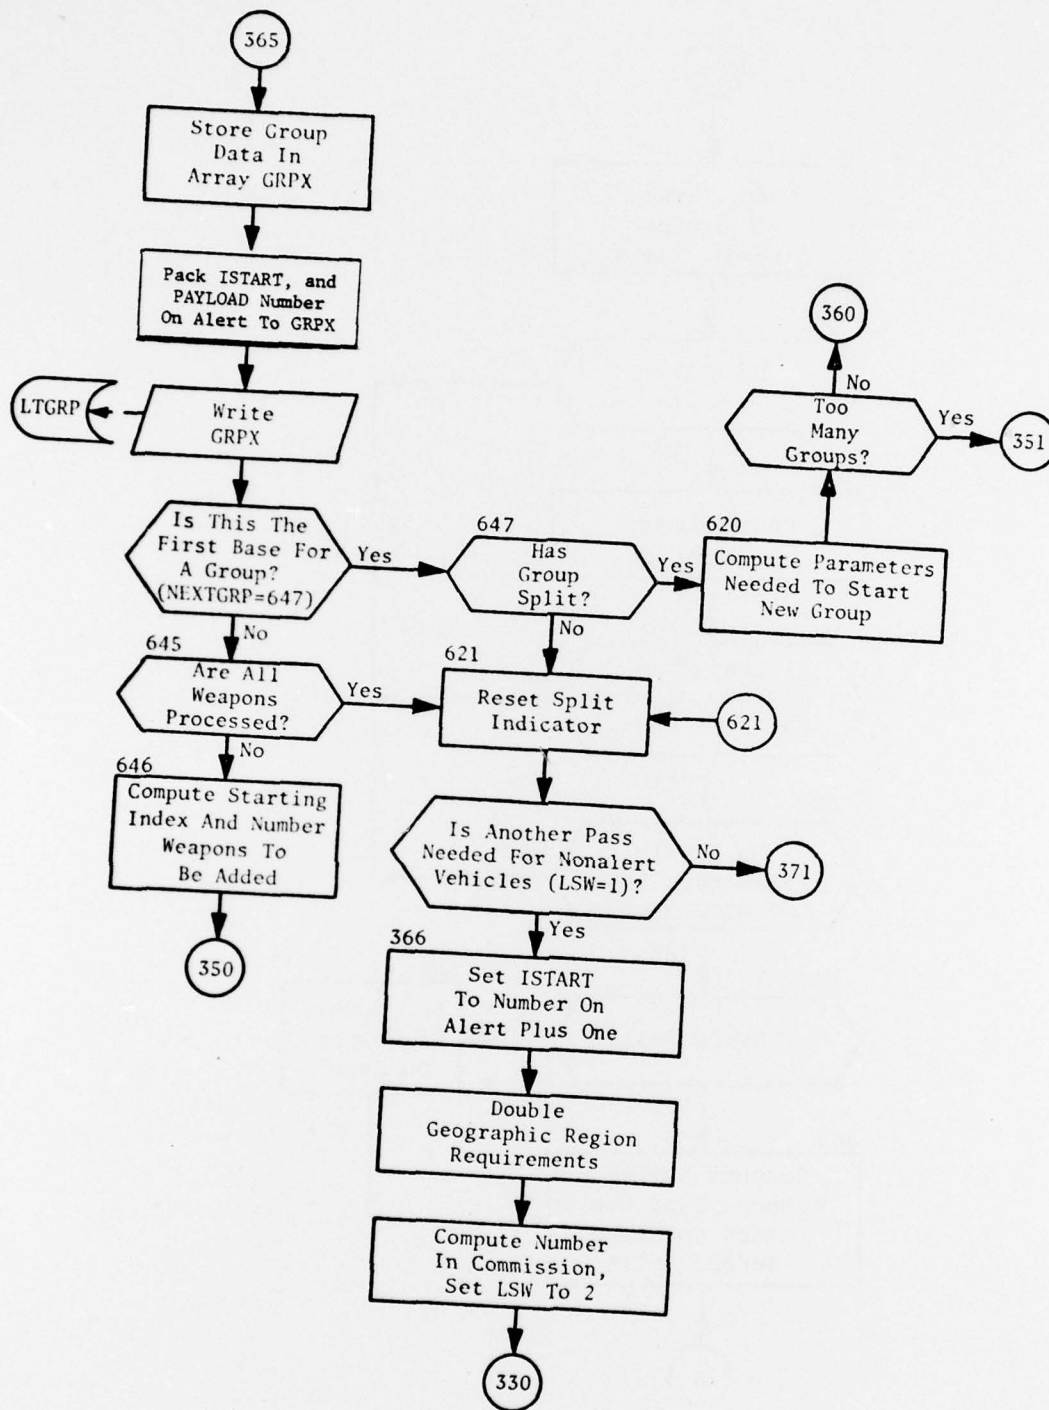 365
Store Group
Data In
Array GRPX
Pack ISTART, and
PAYLOAD Number
On Alert To GRPX
LTGRP
Write
GRPX
Is This The
First Base For
A Group?
(NEXTGRP=647)
Yes
No
647
Has
Group
Split?
Yes
No
620
Compute Parameters
Needed To Start
New Group
Too
Many
Groups?
No
360
Yes
351
645
Are All
Weapons
Processed?
Yes
No
621
Reset Split
Indicator
621
646
Compute Starting
Index And Number
Weapons To
Be Added
350
Is Another Pass
Needed For Nonalert
Vehicles (LSW=1)?
No
371
Yes
366
Set ISTART
To Number On
Alert Plus One
Double
Geographic Region
Requirements
Compute Number
In Commission,
Set LSW To 2
330